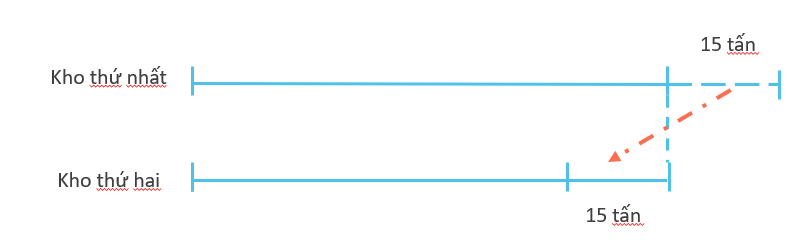 15 tấn
Kho thứ nhất
Kho thứ hai
15 tấn